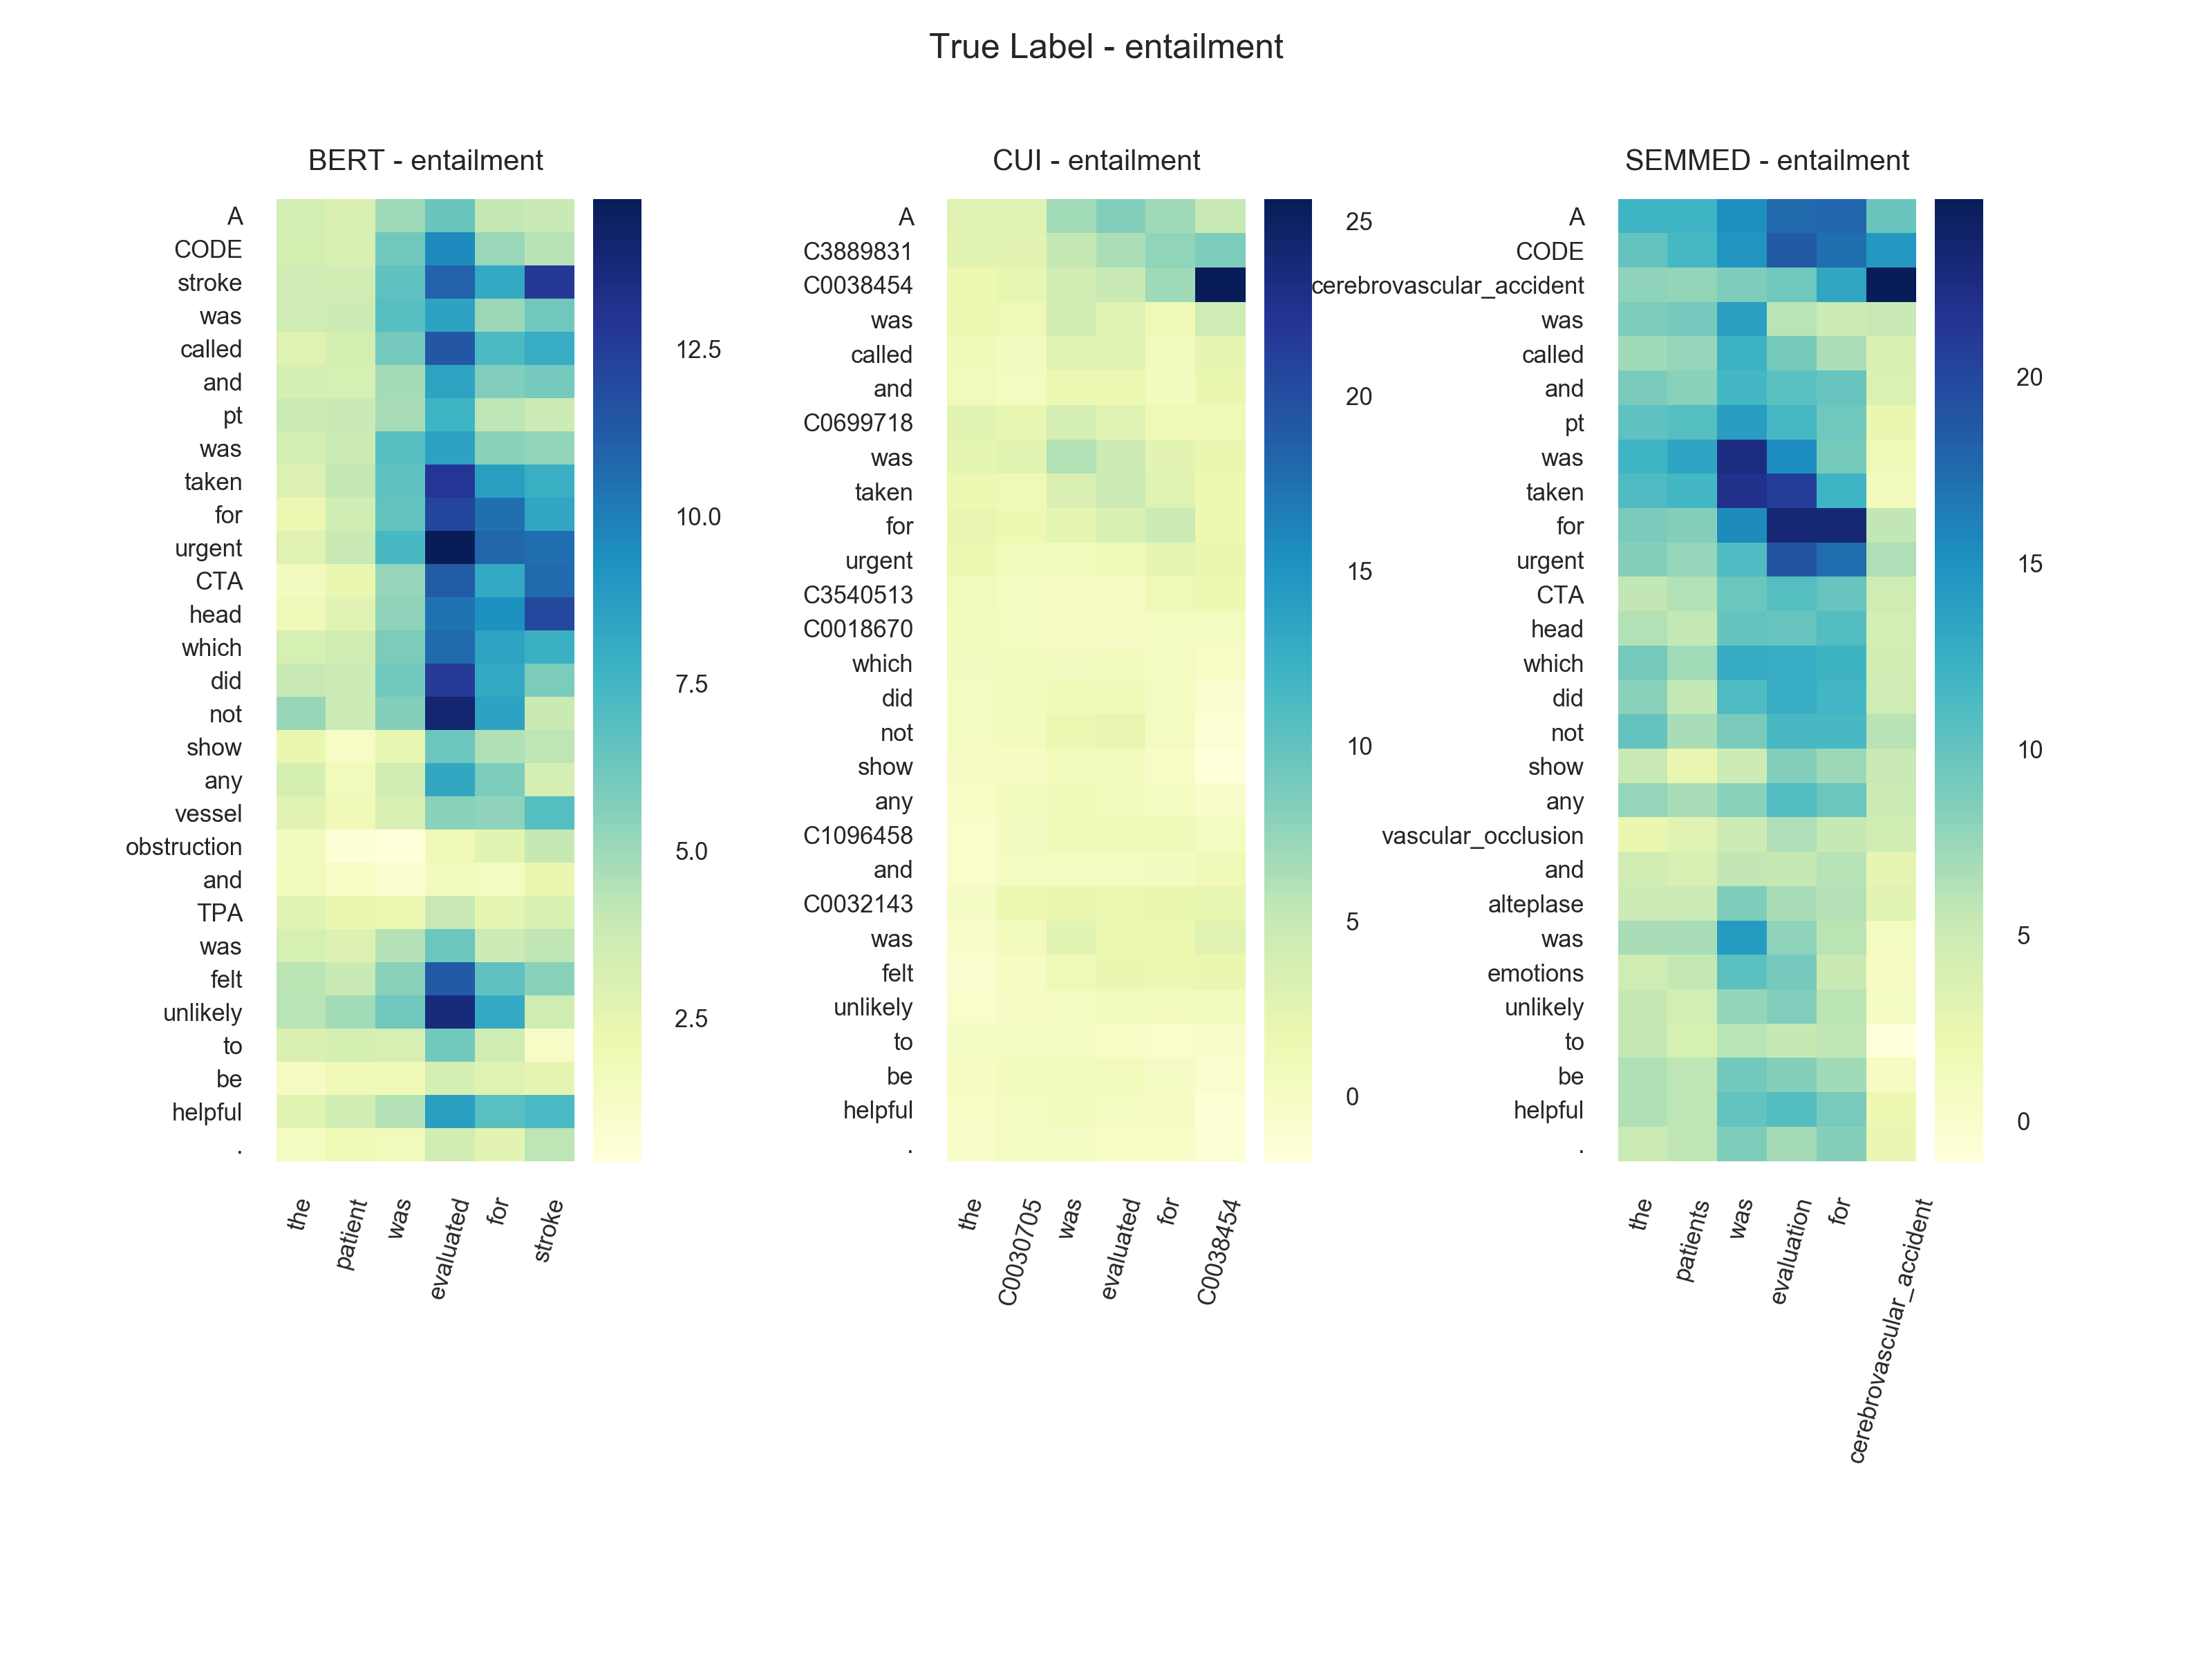 True Label - entailment
BERT - entailment
A
CODE
stroke
was
called
and
pt
was
taken
for
urgent
CTA
head
which
did
not
show
any
vessel
obstruction
and
TPA
was
felt
unlikely
to
be
helpful
.
the
patient
was
evaluated
for
stroke
12.5
10.0
7.5
5.0
2.5
CUI - entailment
A
C3889831
C0038454
was
called
and
C0699718
was
taken
for
urgent
C3540513
C0018670
which
did
not
show
any
C1096458
and
C0032143
was
felt
unlikely
to
be
helpful
.
the
C0030705
was
evaluated
for
C0038454
25
20
15
10
5
0
SEMMED - entailment
A
CODE
cerebrovascular_accident
was
called
and
pt
was
taken
for
urgent
CTA
head
which
did
not
show
any
vascular_occlusion
and
alteplase
was
emotions
unlikely
to
be
helpful
.
the
patients
was
evaluation
for
cerebrovascular_accident
20
15
10
5
0